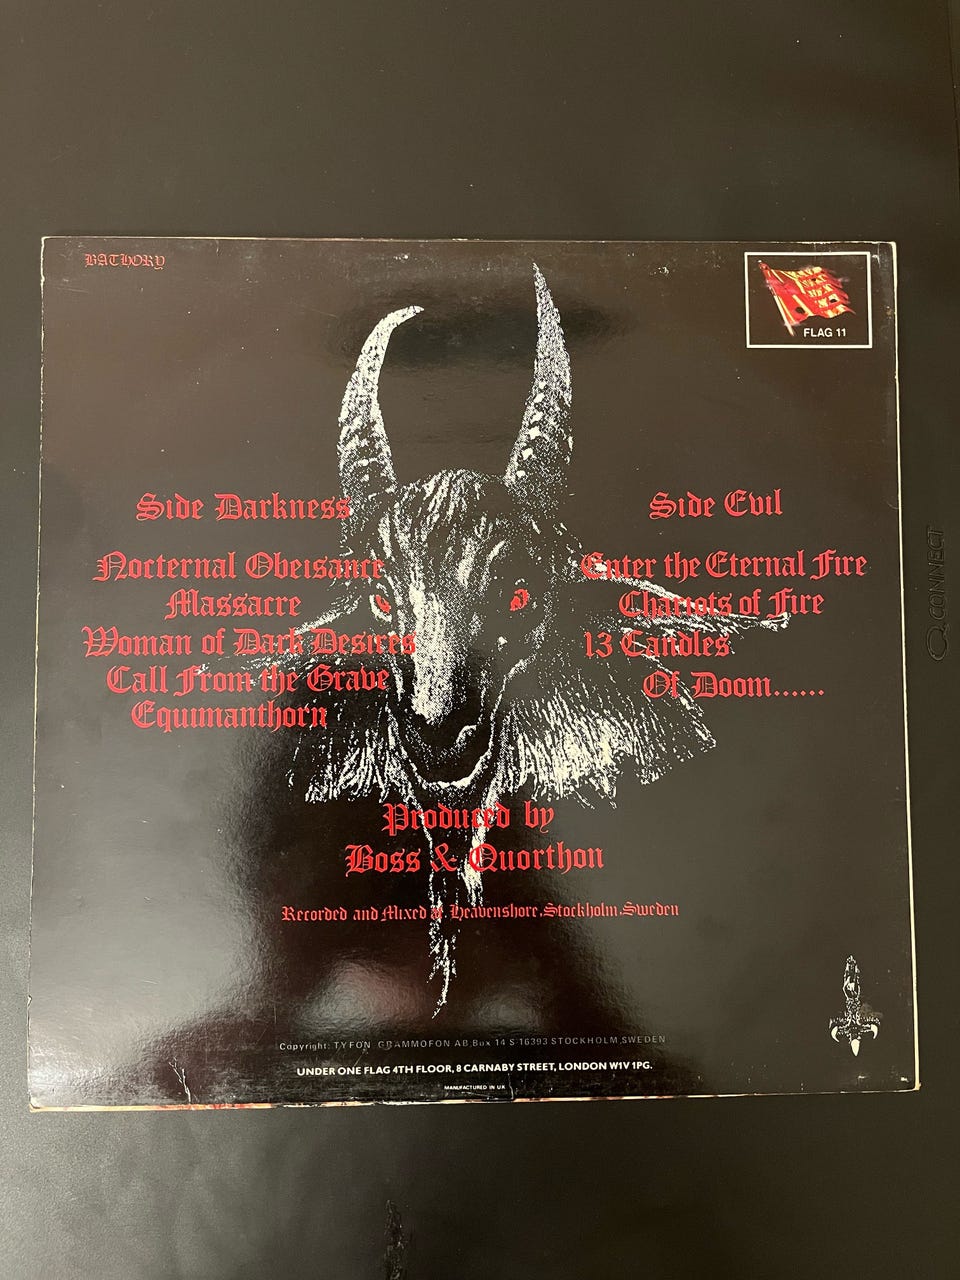 BATHORY
FLAG 11
Side Darkness
Nocternal Obeisance
Massacre
Woman of Dark Desires
Call From the Grave
Equimanthorn
Side Evil
Enter the Eternal Fire
Chariots of Fire
13 Candles
Of Doom......
Produced by
Boss & Quorthon
Recorded and Mixed at Heavenshore.Stockholm.Sweden
Copyright: TYFON GRAMMOFON AB.Box 14 S-16393 STOCKHOLM,SWEDEN
UNDER ONE FLAG 4TH FLOOR, 8 CARNABY STREET, LONDON W1V 1PG.
MANUFACTURED IN UK
Q CONNECT